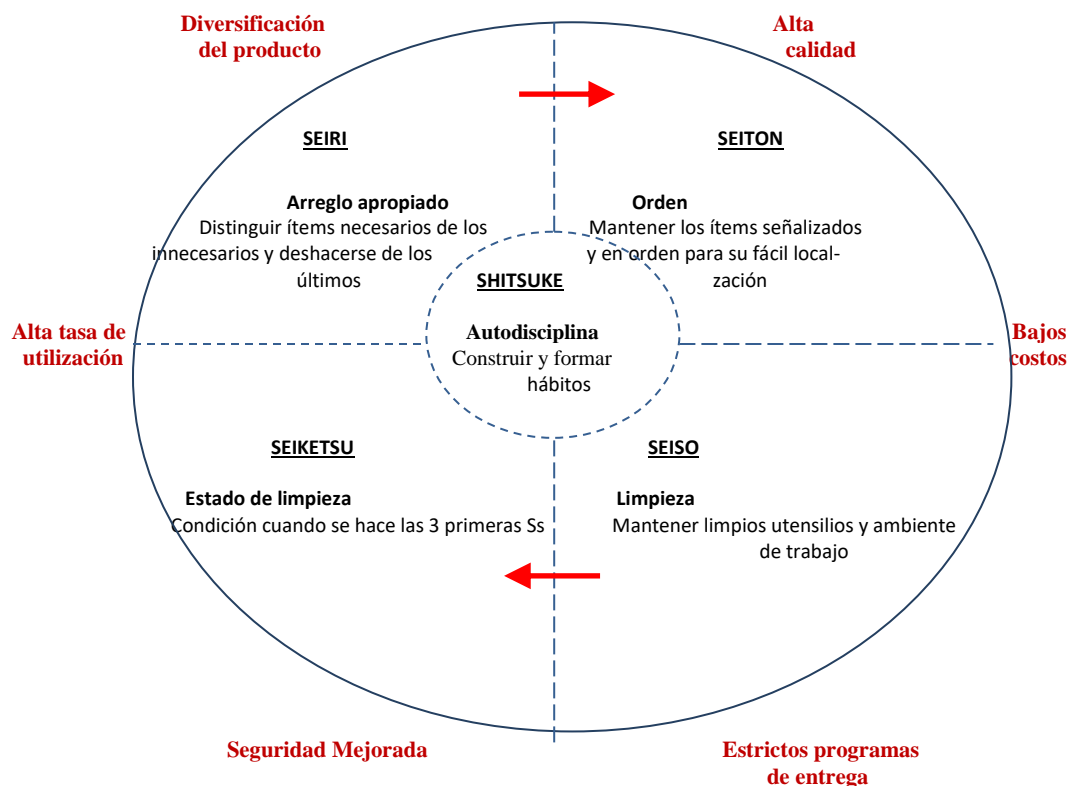 Diversificación
del producto
Alta
calidad
SEIRI
Arreglo apropiado
Distinguir ítems necesarios de los
innecesarios y deshacerse de los
últimos
SEITON
Orden
Mantener los ítems señalizados
y en orden para su fácil local-
zación
SHITSUKE
Autodisciplina
Construir y formar
hábitos
Alta tasa de
utilización
Bajos
costos
SEIKETSU
Estado de limpieza
Condición cuando se hace las 3 primeras Ss
SEISO
Limpieza
Mantener limpios utensilios y ambiente
de trabajo
Seguridad Mejorada
Estrictos programas
de entrega